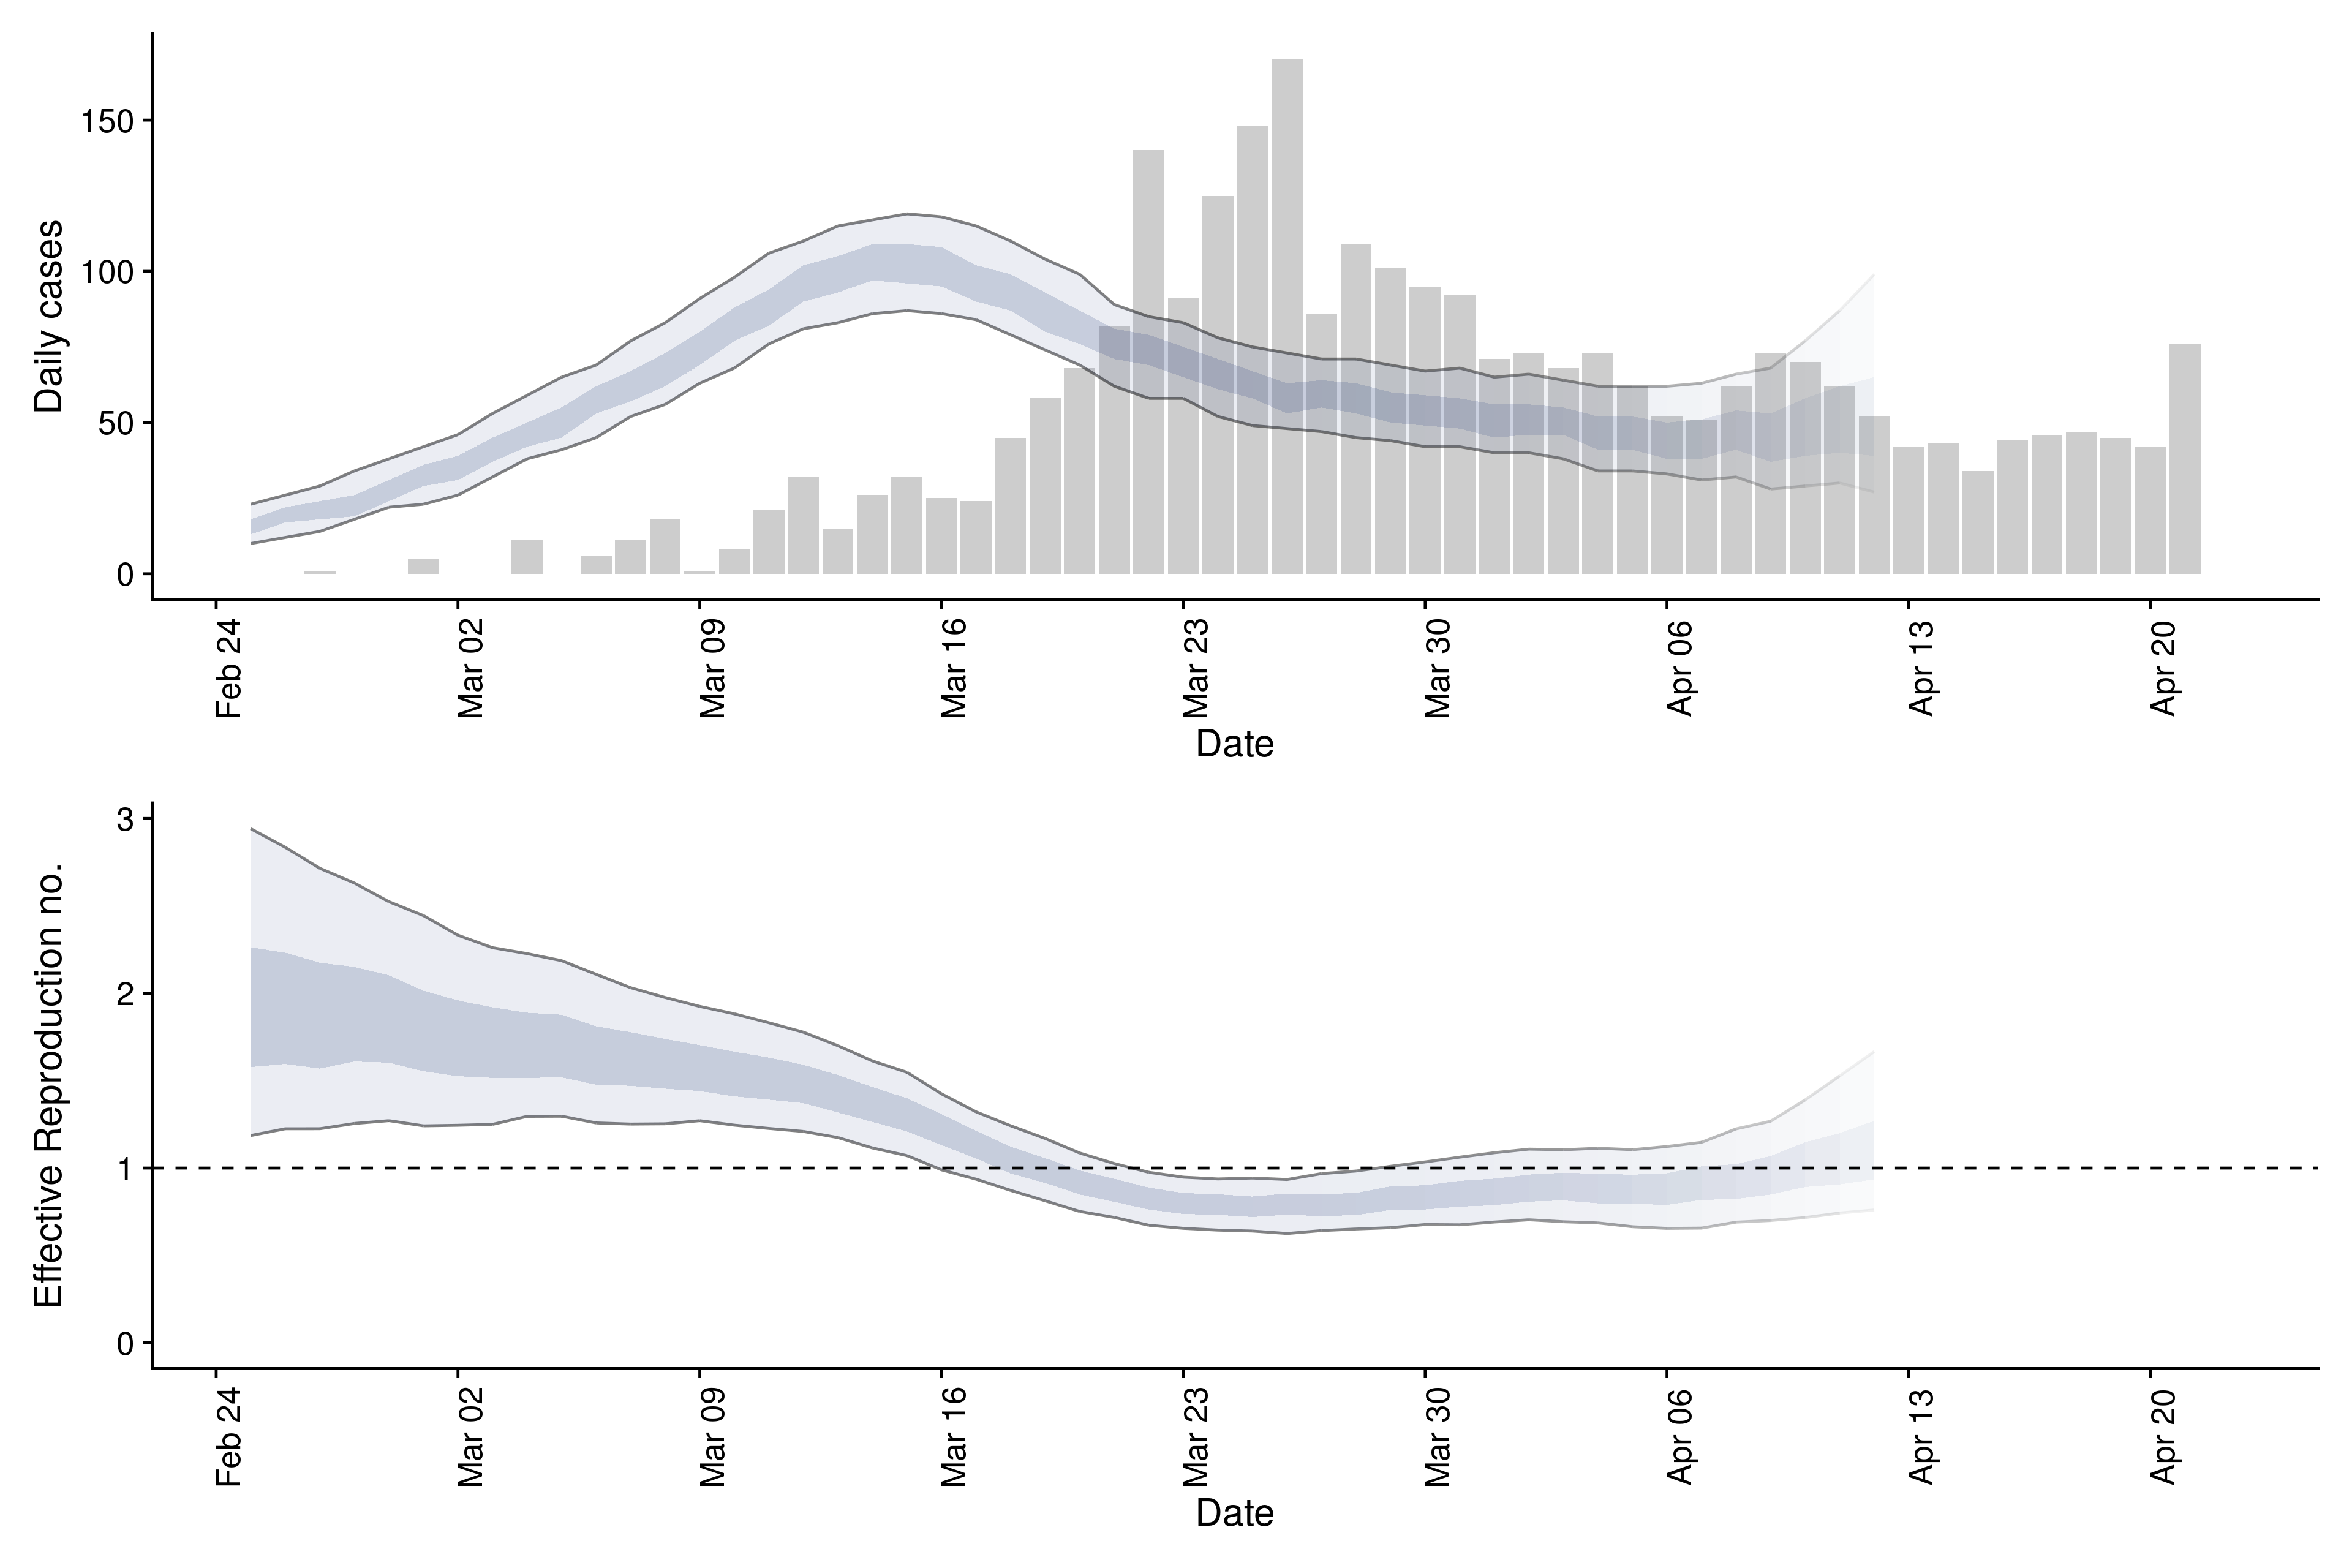 Daily cases
150
100
50
0
Feb 24
Mar 02
Mar 09
Mar 16
Mar 23
Mar 30
Apr 06
Apr 13
Apr 20
Date
Effective Reproduction no.
3
2
1
0
Feb 24
Mar 02
Mar 09
Mar 16
Mar 23
Mar 30
Apr 06
Apr 13
Apr 20
Date